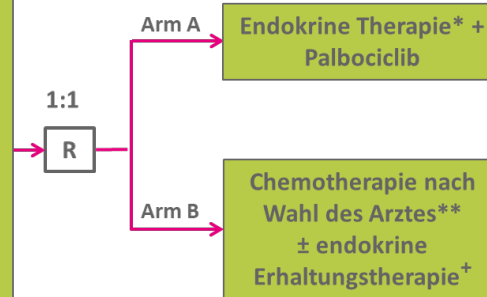 Arm A
Endokrine Therapie* +
Palbociclib
1:1
R
Arm B
Chemotherapie nach
Wahl des Arztes**
± endokrine
Erhaltungstherapie⁺